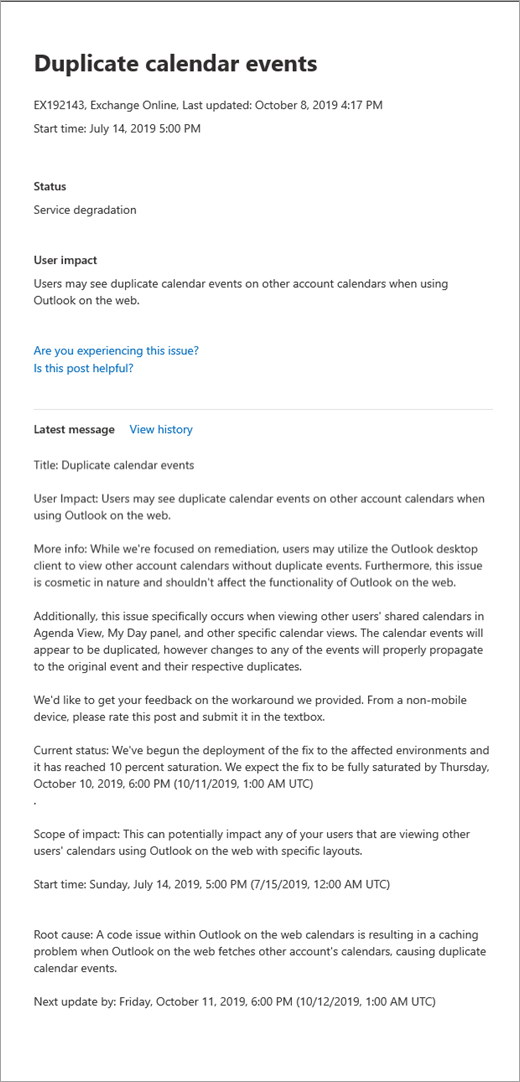 Duplicate calendar events
EX192143, Exchange Online, Last updated: October 8, 2019 4:17 PM
Start time: July 14, 2019 5:00 PM
Status
Service degradation
User impact
Users may see duplicate calendar events on other account calendars when using
Outlook on the web.
Are you experiencing this issue?
Is this post helpful?
Latest message View history
Title: Duplicate calendar events
User Impact: Users may see duplicate calendar events on other account calendars when
using Outlook on the web.
More info: While we're focused on remediation, users may utilize the Outlook desktop
client to view other account calendars without duplicate events. Furthermore, this issue
is cosmetic in nature and shouldn't affect the functionality of Outlook on the web.
Additionally, this issue specifically occurs when viewing other users' shared calendars in
Agenda View, My Day panel, and other specific calendar views. The calendar events will
appear to be duplicated, however changes to any of the events will properly propagate
to the original event and their respective duplicates.
We'd like to get your feedback on the workaround we provided. From a non-mobile
device, please rate this post and submit it in the textbox.
Current status: We've begun the deployment of the fix to the affected environments and
it has reached 10 percent saturation. We expect the fix to be fully saturated by Thursday,
October 10, 2019, 6:00 PM (10/11/2019, 1:00 AM UTC)
.
Scope of impact: This can potentially impact any of your users that are viewing other
users' calendars using Outlook on the web with specific layouts.
Start time: Sunday, July 14, 2019, 5:00 PM (7/15/2019, 12:00 AM UTC)
Root cause: A code issue within Outlook on the web calendars is resulting in a caching
problem when Outlook on the web fetches other account's calendars, causing duplicate
calendar events.
Next update by: Friday, October 11, 2019, 6:00 PM (10/12/2019, 1:00 AM UTC)